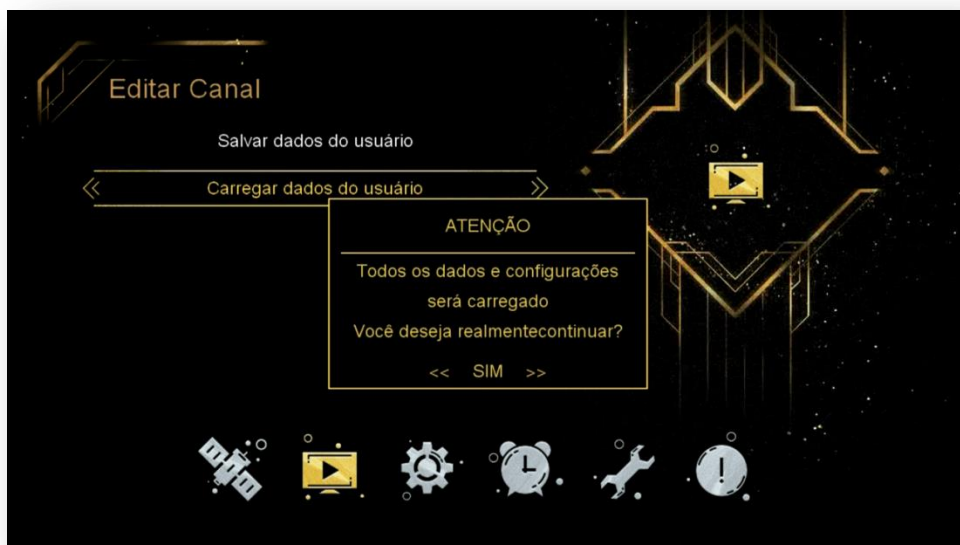 Editar Canal
Salvar dados do usuário
Carregar dados do usuário
ATENÇÃO
Todos os dados e configurações
será carregado
Você deseja realmentecontinuar?
<< SIM >>